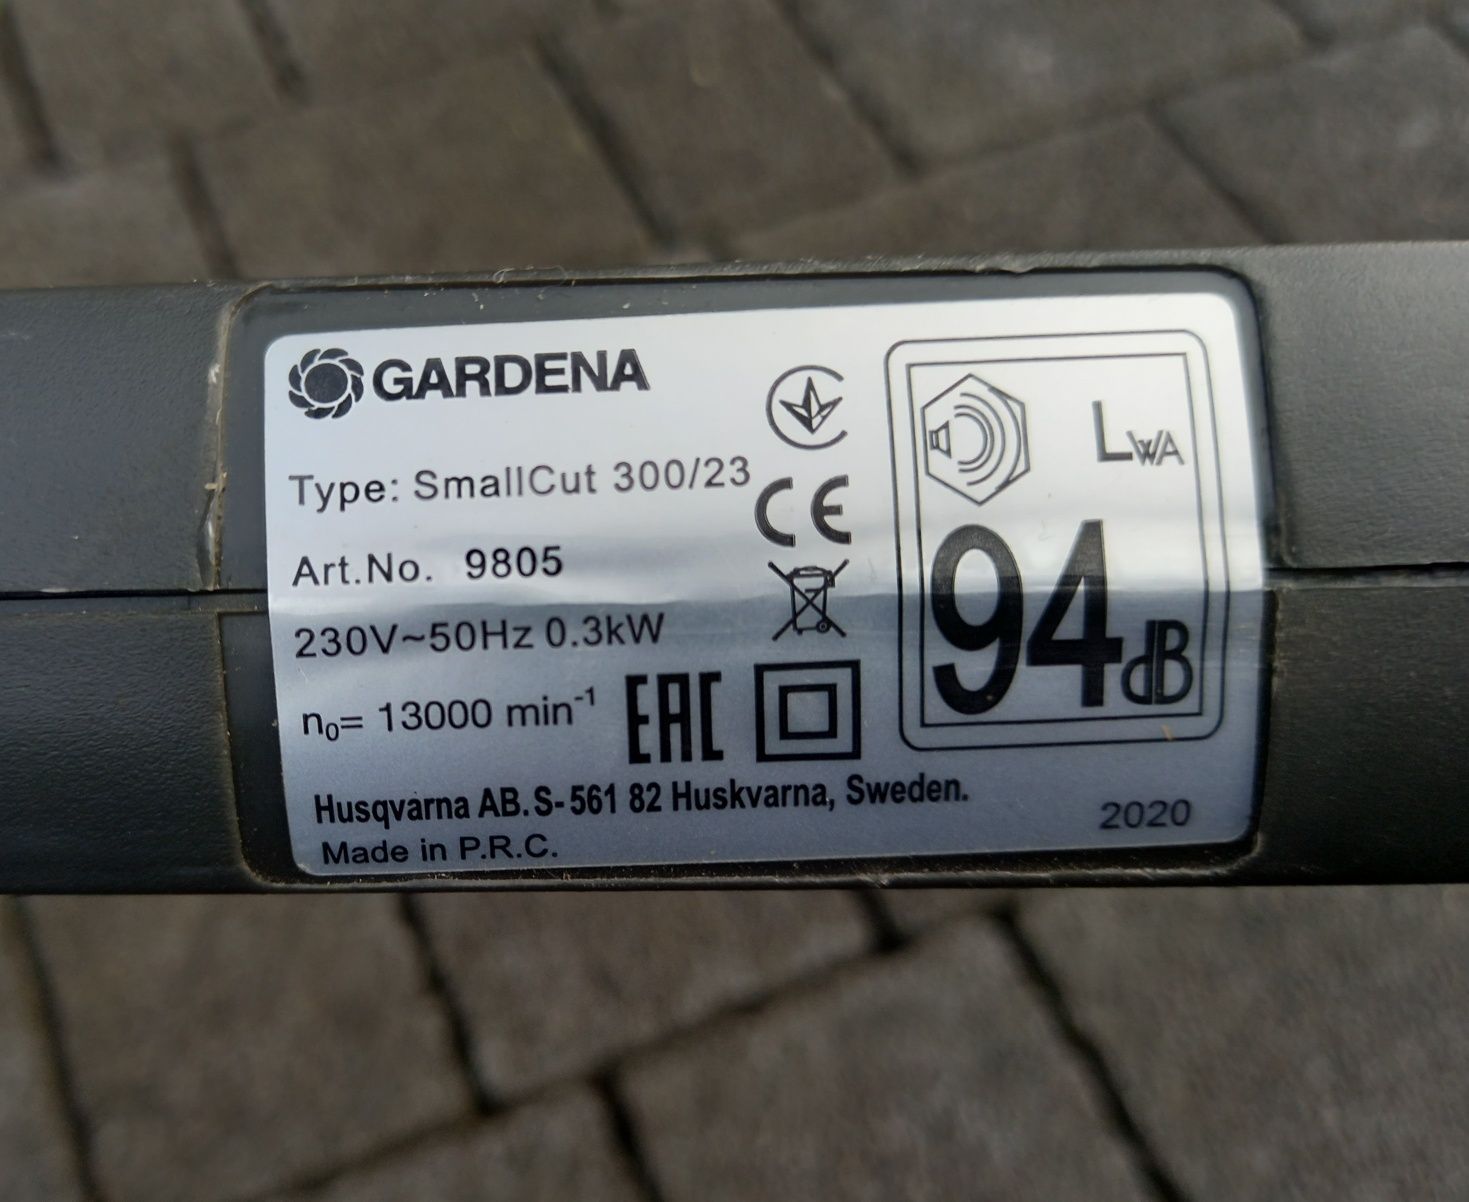 GARDENA
Type: SmallCut 300/23
Art.No. 9805
230V~50Hz 0.3kW
n₀= 13000 min⁻¹
EAC
CE
LWA
94dB
Husqvarna AB. S-561 82 Huskvarna, Sweden.
Made in P.R.C.
2020